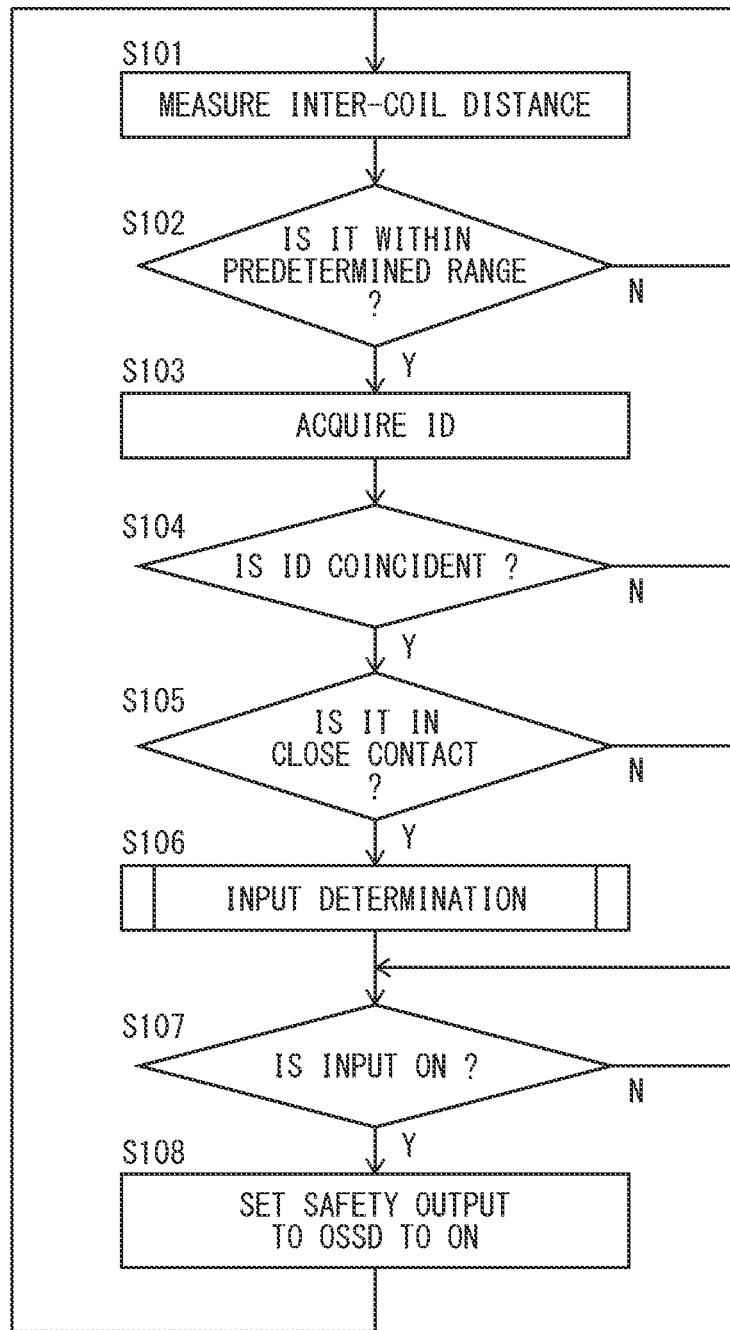 S101
MEASURE INTER-COIL DISTANCE
S102
IS IT WITHIN
PREDETERMINED RANGE
?
N
Y
S103
ACQUIRE ID
S104
IS ID COINCIDENT ?
N
Y
S105
IS IT IN
CLOSE CONTACT
?
N
Y
S106
INPUT DETERMINATION
S107
IS INPUT ON ?
N
Y
S108
SET SAFETY OUTPUT
TO OSSD TO ON